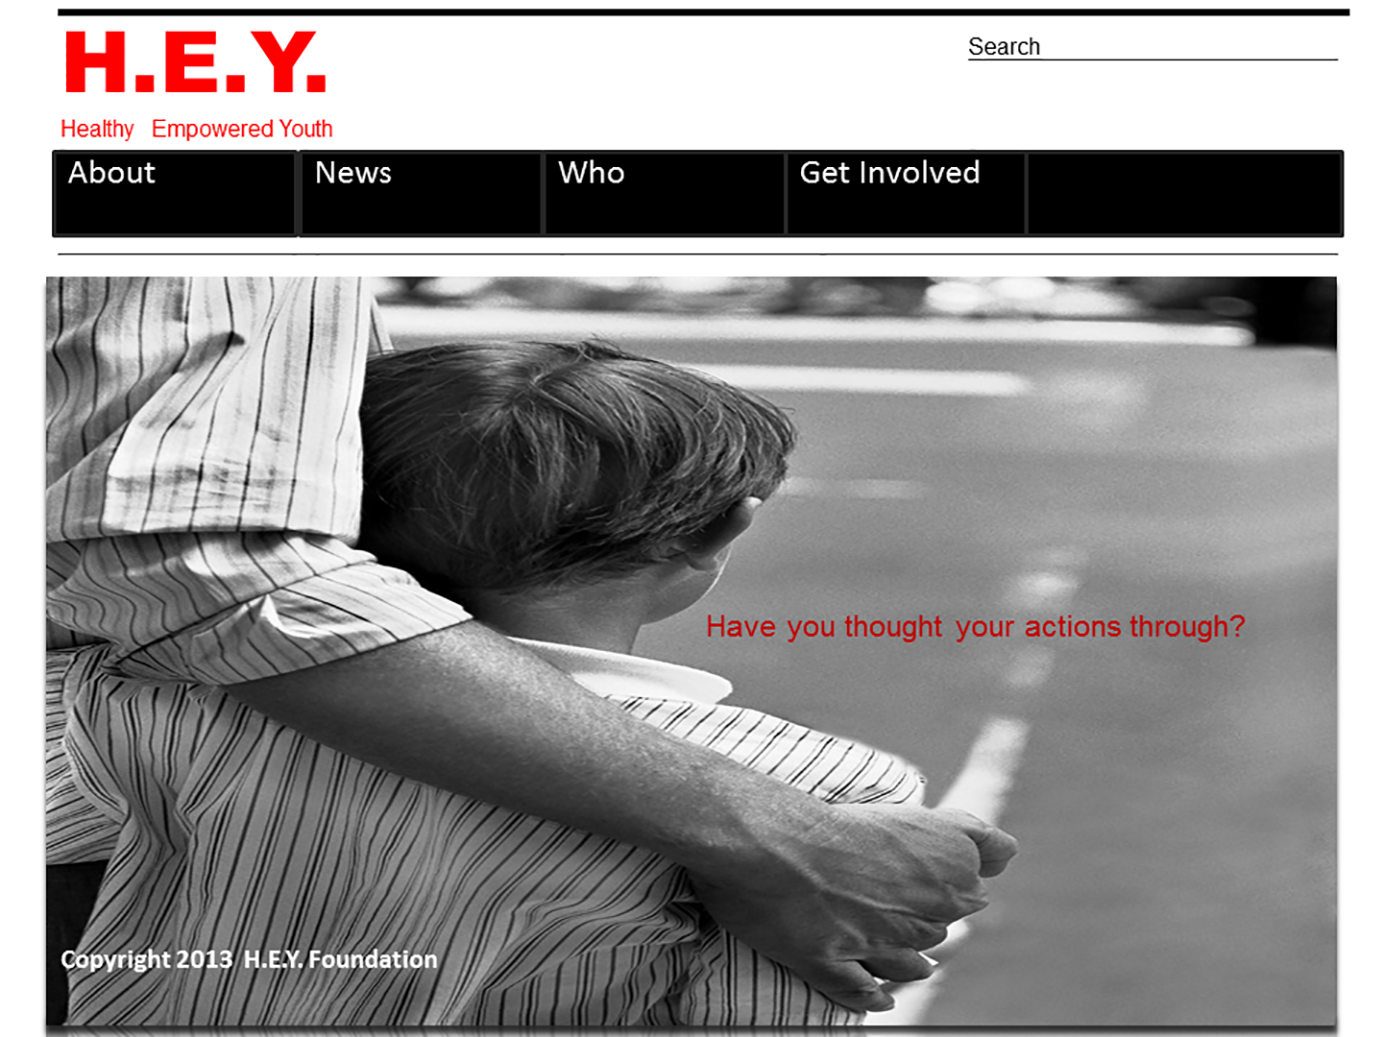 H.E.Y.
Search
Healthy Empowered Youth
About News Who Get Involved
Have you thought your actions through?
Copyright 2013 H.E.Y. Foundation